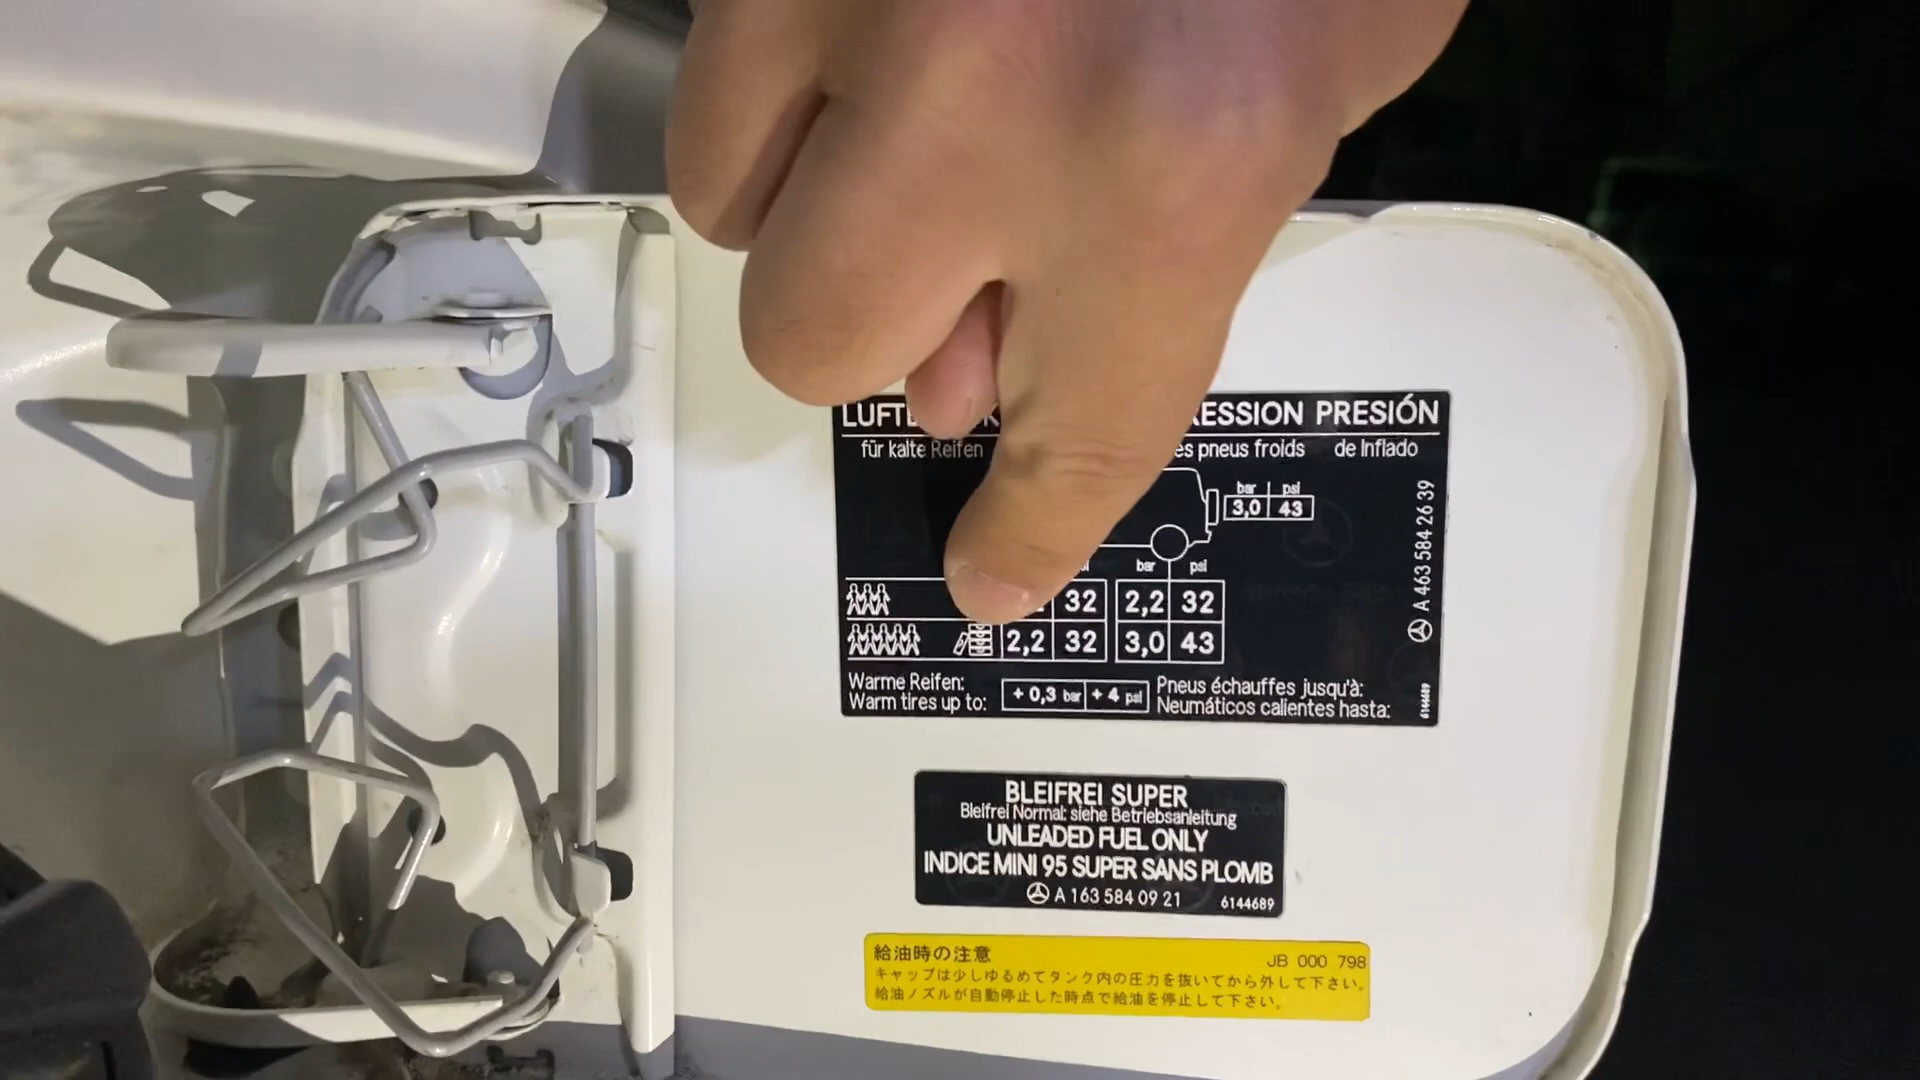 RESSION PRESIÓN
für kalte Reifen es pneus froids de Inflado
bar psi
3,0 43
bar psi
32 2,2 32
2,2 32 3,0 43
Warme Reifen:
Warm tires up to:
+ 0,3 bar + 4 psi
Pneus échauffes jusqu'à:
Neumáticos calientes hasta:
A 463 584 26 39
6144689
BLEIFREI SUPER
Bleifrei Normal: siehe Betriebsanleitung
UNLEADED FUEL ONLY
INDICE MINI 95 SUPER SANS PLOMB
A 163 584 09 21 6144689
給油時の注意 JB 000 798
キャップは少しゆるめてタンク内の圧力を抜いてから外して下さい。
給油ノズルが自動停止した時点で給油を停止して下さい。